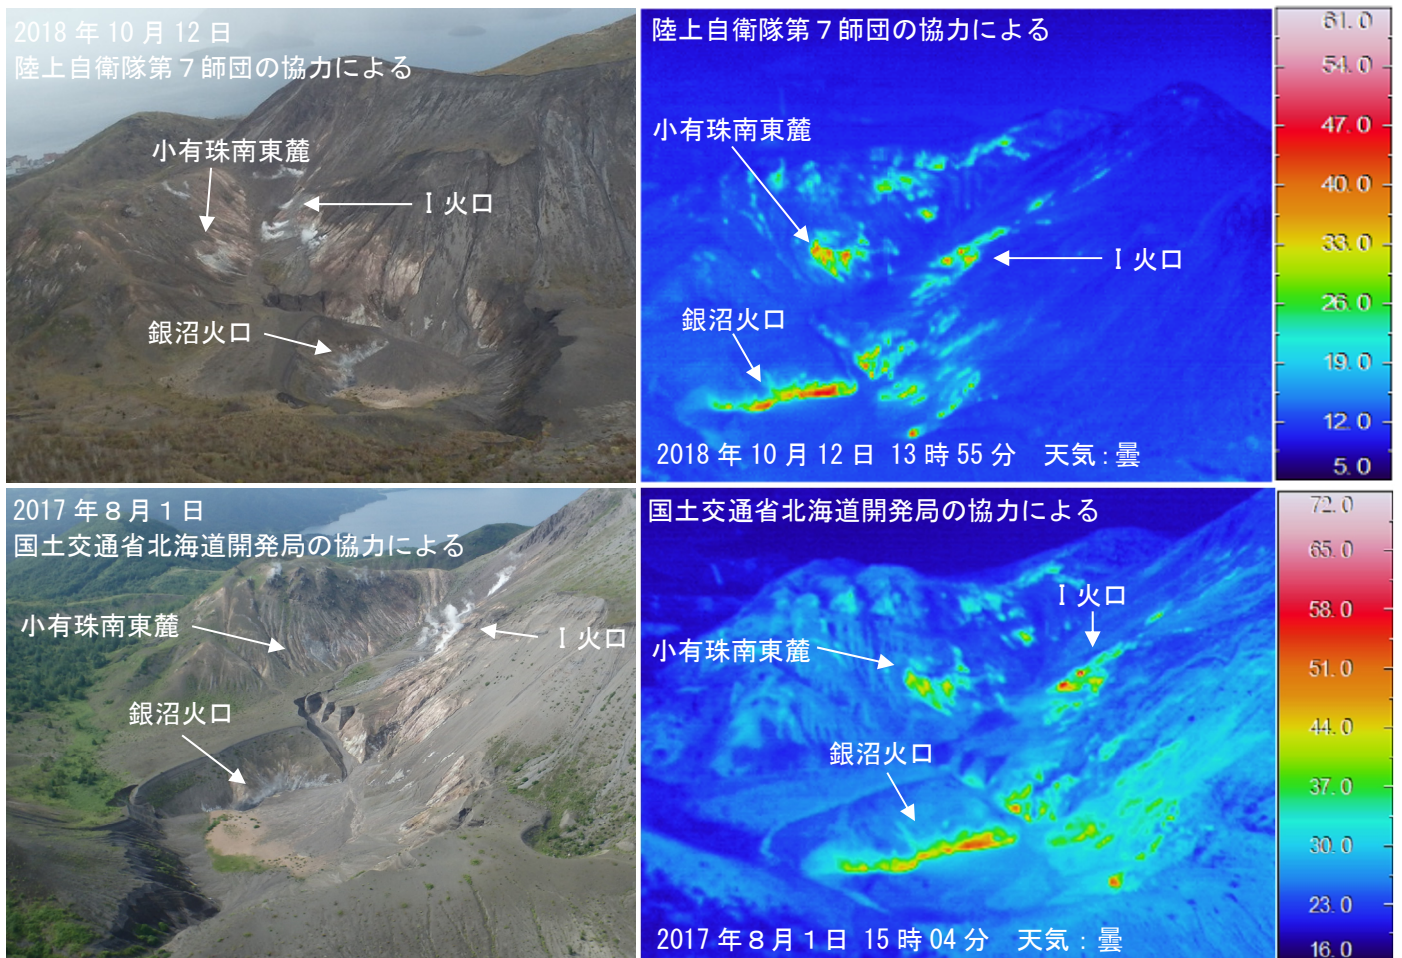 2018 年 10 月 12 日
陸上自衛隊第７師団の協力による
小有珠南東麓
Ⅰ 火口
銀沼火口
陸上自衛隊第７師団の協力による
小有珠南東麓
Ⅰ 火口
銀沼火口
2018 年 10 月 12 日 13 時 55 分　天気：曇
61.0
54.0
47.0
40.0
33.0
26.0
19.0
12.0
5.0
2017 年８月１日
国土交通省北海道開発局の協力による
小有珠南東麓
Ⅰ 火口
銀沼火口
国土交通省北海道開発局の協力による
Ⅰ 火口
小有珠南東麓
銀沼火口
2017 年８月１日 15 時 04 分　天気：曇
72.0
65.0
58.0
51.0
44.0
37.0
30.0
23.0
16.0